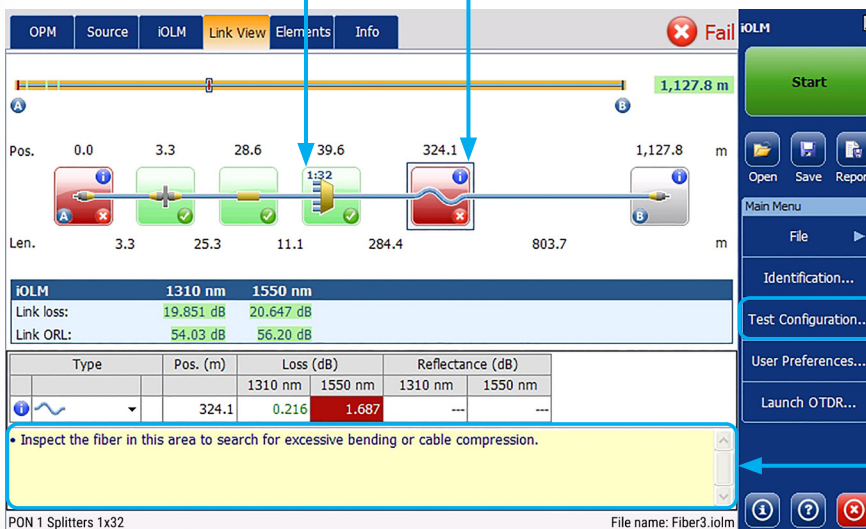 OPM Source iOLM Link View Elements Info Fail iOLM
1,127.8 m
Start
A B
Pos. 0.0 3.3 28.6 39.6 324.1 1,127.8 m
Open Save Report
1:32
A B
Main Menu
File
Len. 3.3 25.3 11.1 284.4 803.7 m
Identification...
iOLM 1310 nm 1550 nm
Link loss: 19.851 dB 20.647 dB
Link ORL: 54.03 dB 56.20 dB
Test Configuration...
User Preferences...
Launch OTDR...
Type Pos. (m) Loss (dB) Reflectance (dB)
1310 nm 1550 nm 1310 nm 1550 nm
324.1 0.216 1.687 --- ---
• Inspect the fiber in this area to search for excessive bending or cable compression.
PON 1 Splitters 1x32 File name: Fiber3.iolm